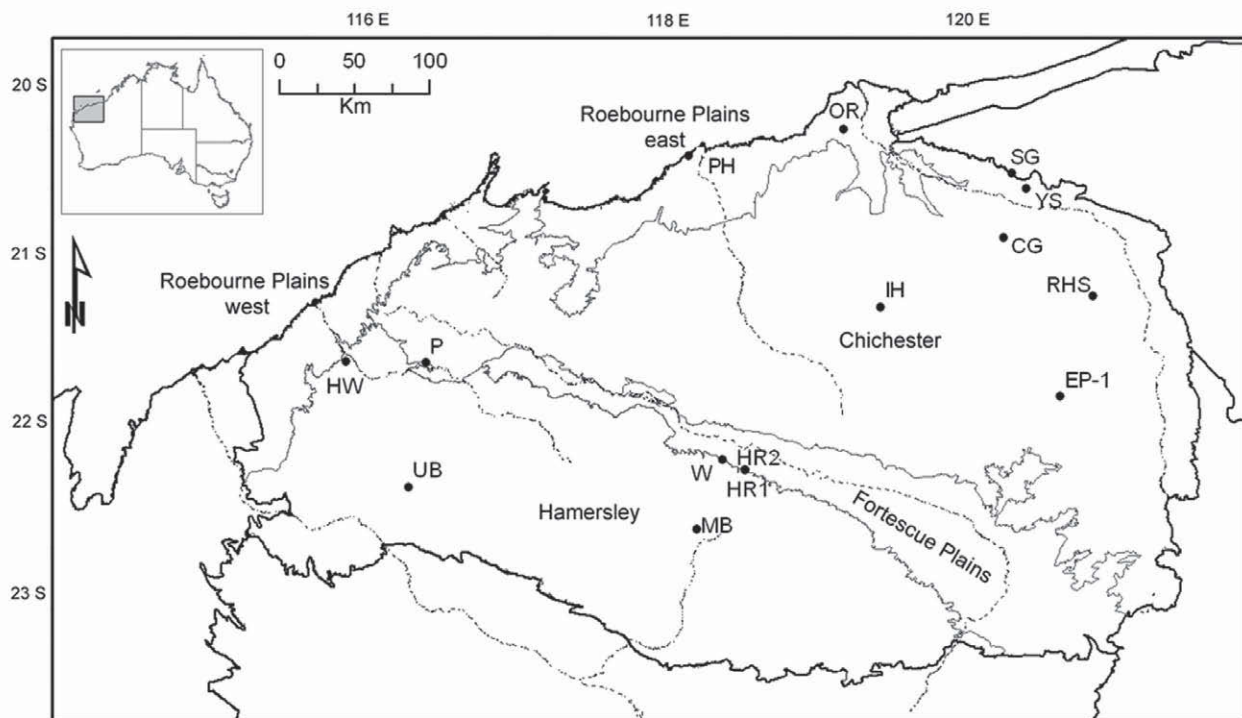 116 E
118 E
120 E
20 S
0 50 100
Km
Roebourne Plains
east
OR
PH
SG
YS
21 S
CG
Roebourne Plains
west
RHS
IH
N
Chichester
P
HW
EP-1
22 S
W
HR2
HR1
UB
Hamersley
Fortescue Plains
MB
23 S